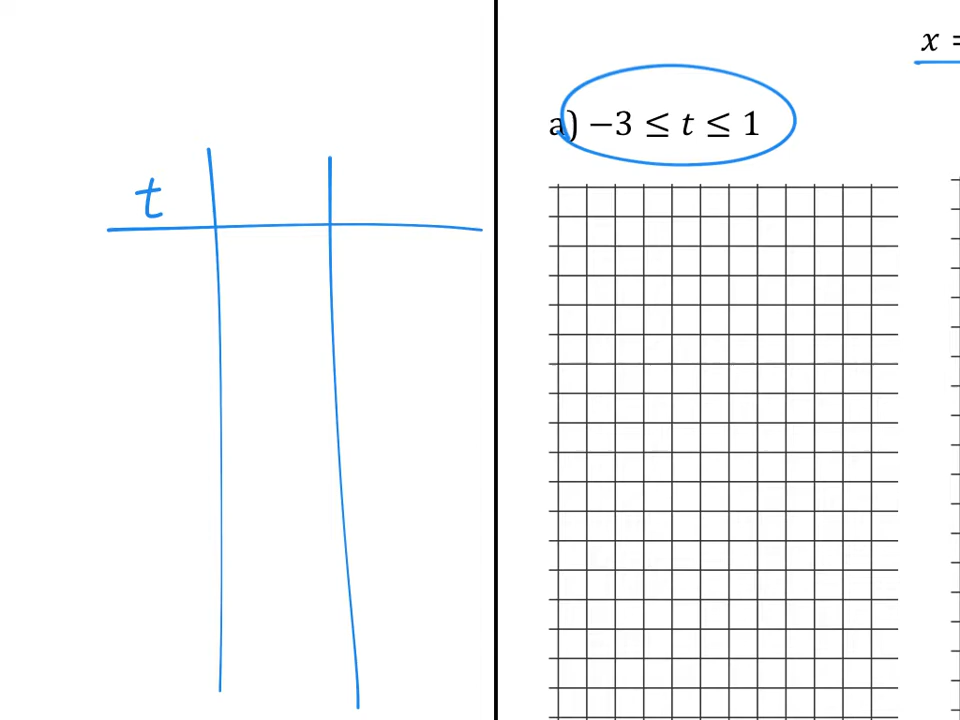 t
x =
a) −3 ≤ t ≤ 1